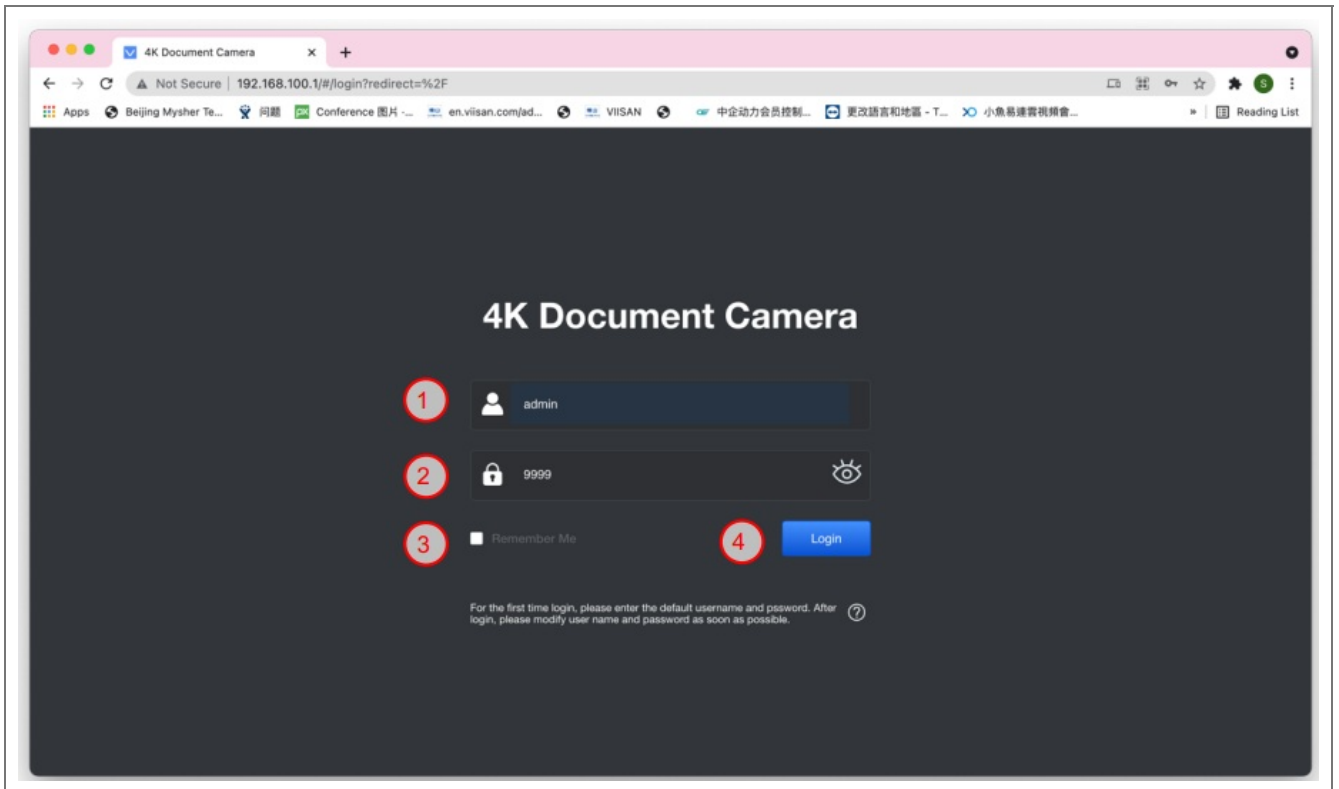 4K Document Camera
Not Secure | 192.168.100.1/#/login?redirect=%2F
S
Apps Beijing Mysher Te... 问题 Conference 图片 -... en.viisan.com/ad... VIISAN 中企动力会员控制... 更改語言和地區 - T... 小魚易連雲視頻會... » Reading List
4K Document Camera
1 admin
2 9999
3 Remember Me 4 Login
For the first time login, please enter the default username and pssword. After
login, please modify user name and password as soon as possible.